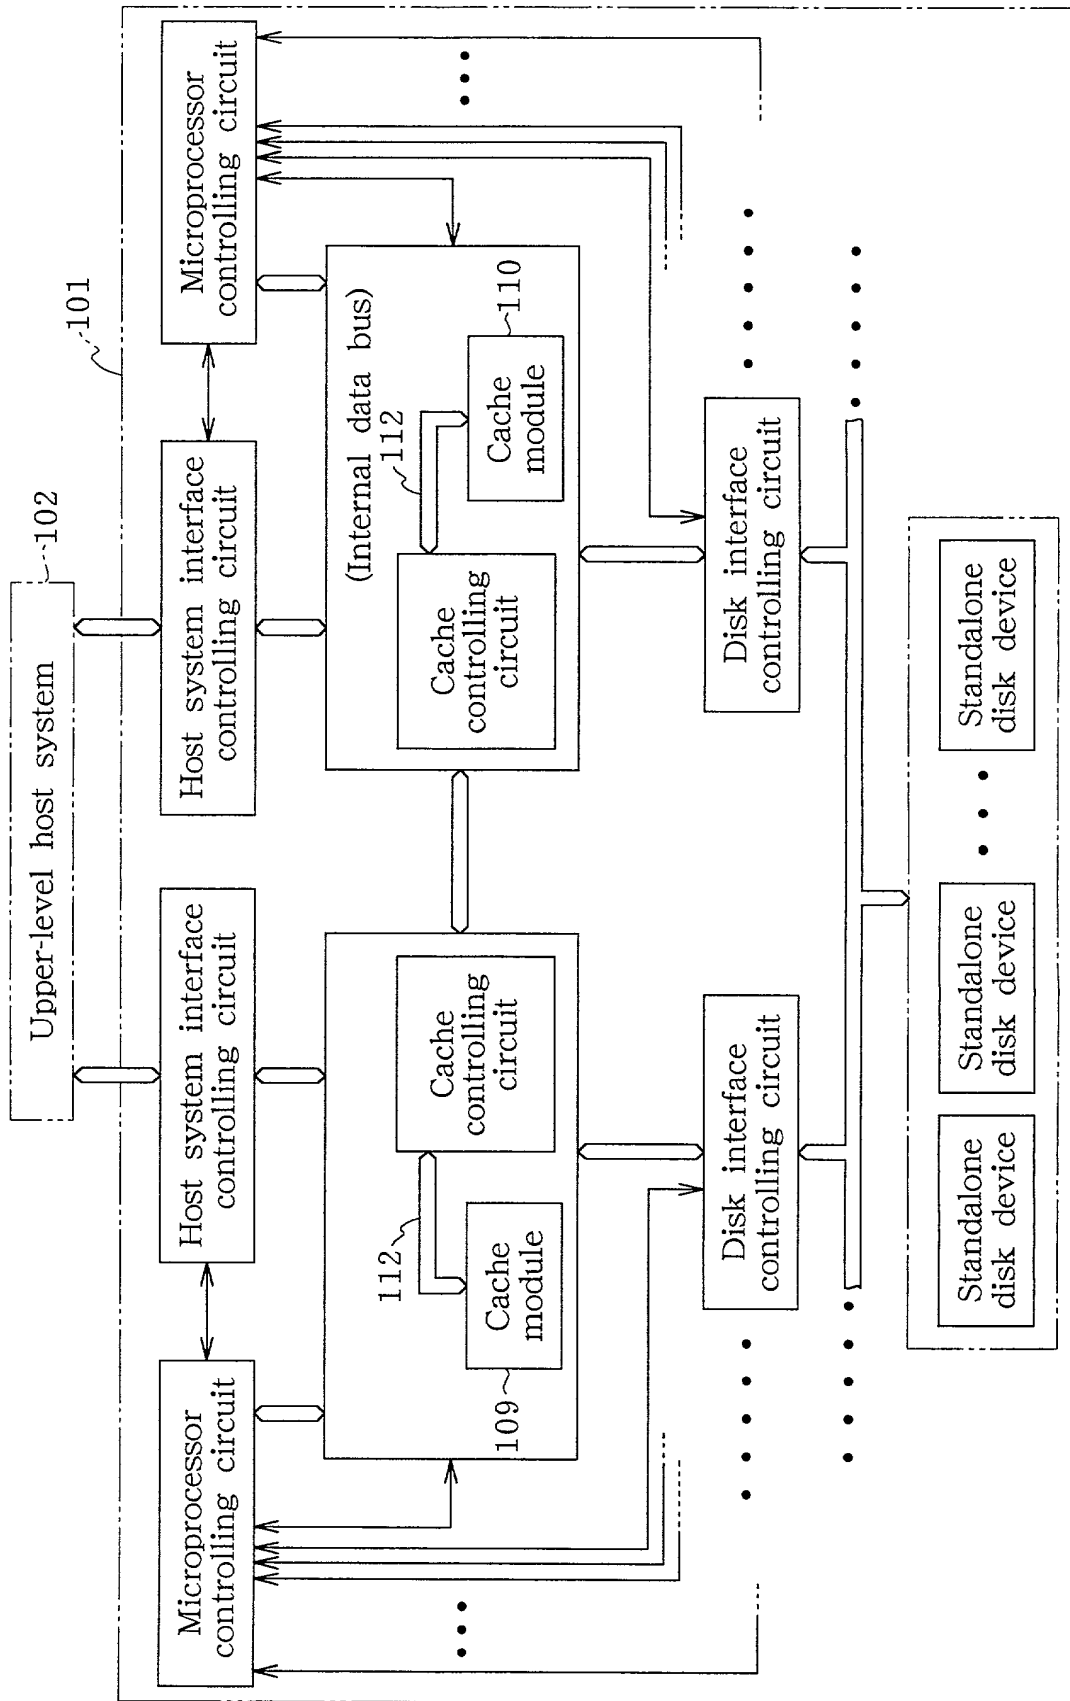 Upper-level host system
102
101
Microprocessor
controlling circuit
Host system interface
controlling circuit
Host system interface
controlling circuit
Microprocessor
controlling circuit
112
Cache
module
109
Cache
controlling
circuit
(Internal data bus)
112
Cache
controlling
circuit
Cache
module
110
Disk interface
controlling circuit
Disk interface
controlling circuit
Standalone
disk device
Standalone
disk device
Standalone
disk device